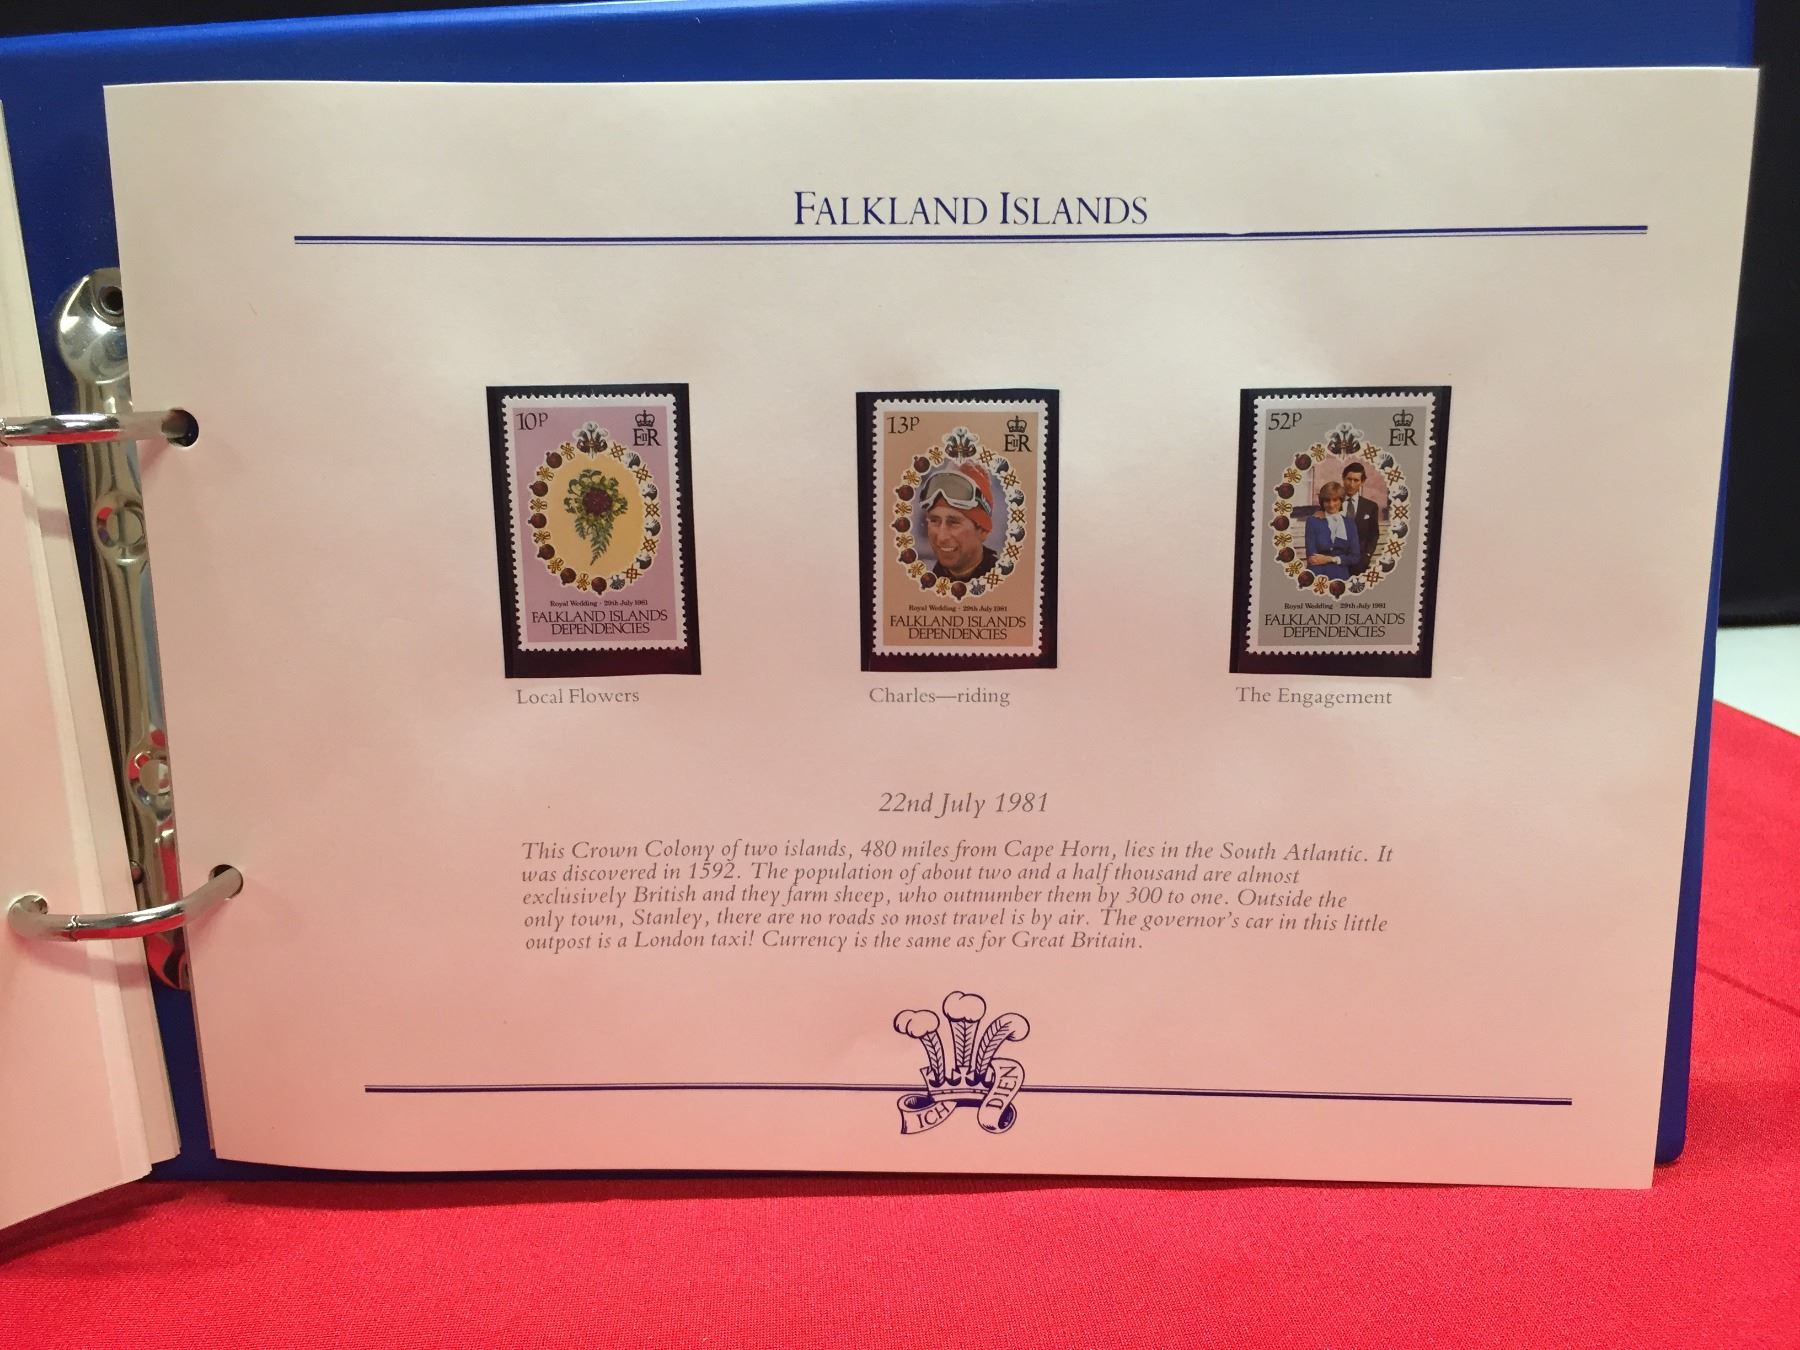 FALKLAND ISLANDS
10P
EIIR
Royal Wedding · 29th July 1981
FALKLAND ISLANDS
DEPENDENCIES
Local Flowers
13P
EIIR
Royal Wedding · 29th July 1981
FALKLAND ISLANDS
DEPENDENCIES
Charles—riding
52P
EIIR
Royal Wedding · 29th July 1981
FALKLAND ISLANDS
DEPENDENCIES
The Engagement
22nd July 1981
This Crown Colony of two islands, 480 miles from Cape Horn, lies in the South Atlantic. It
was discovered in 1592. The population of about two and a half thousand are almost
exclusively British and they farm sheep, who outnumber them by 300 to one. Outside the
only town, Stanley, there are no roads so most travel is by air. The governor's car in this little
outpost is a London taxi! Currency is the same as for Great Britain.
ICH DIEN